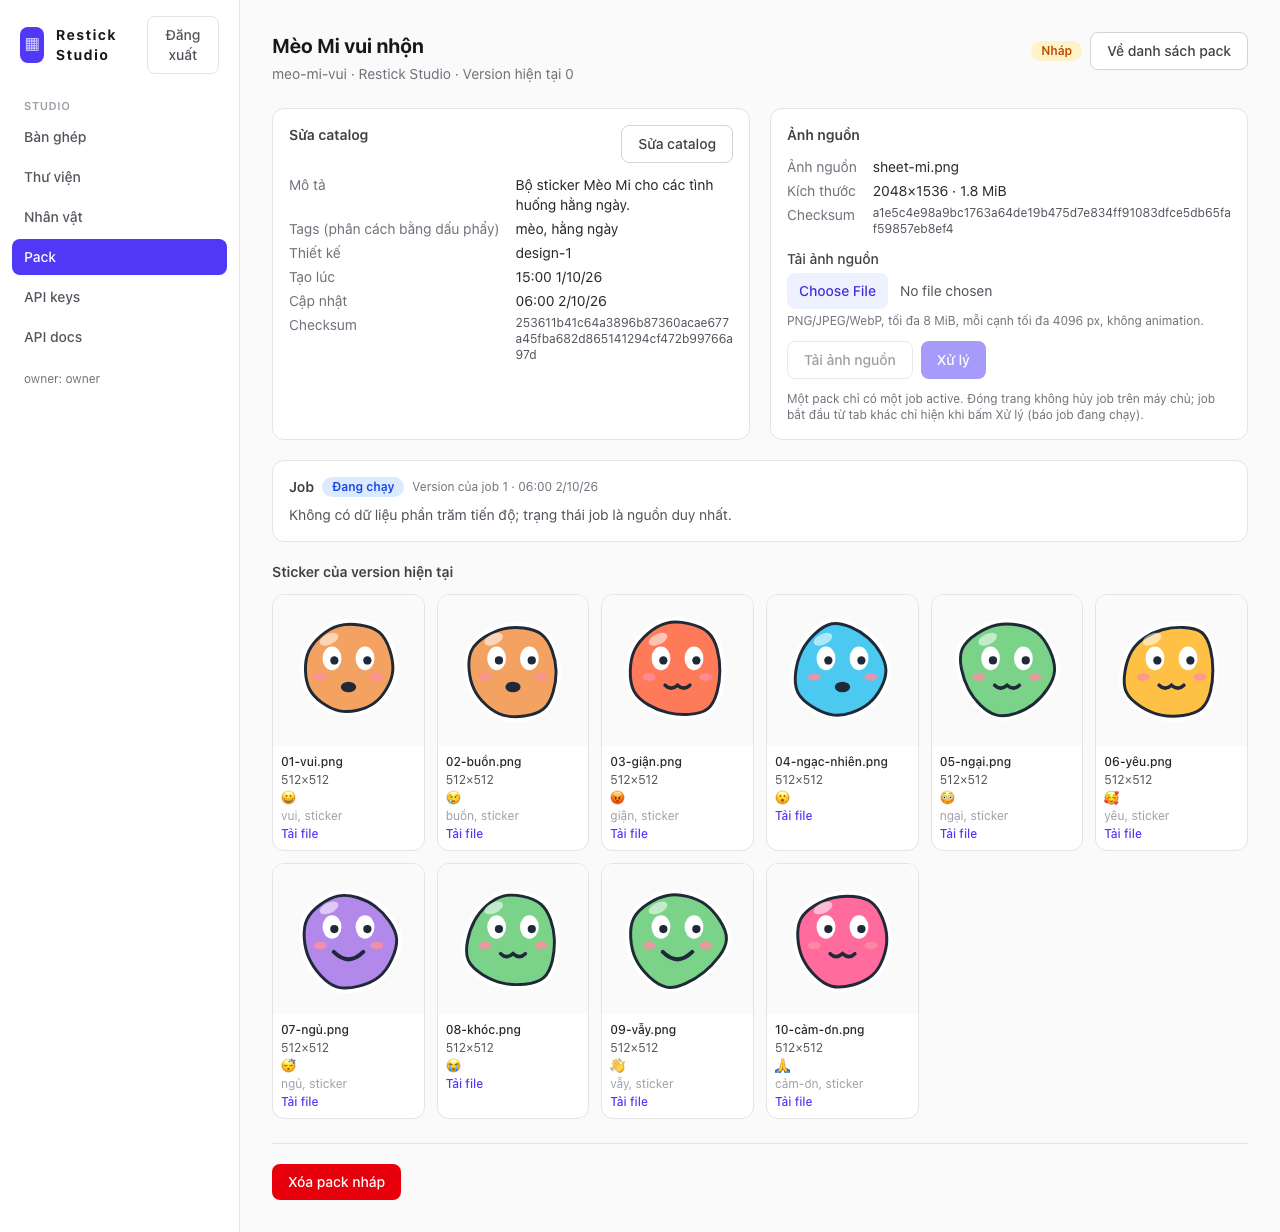 Restick Studio
Đăng xuất
STUDIO
Bàn ghép
Thư viện
Nhân vật
Pack
API keys
API docs
owner: owner
Mèo Mi vui nhộn
meo-mi-vui · Restick Studio · Version hiện tại 0
Nháp
Về danh sách pack
Sửa catalog
Sửa catalog
Mô tả
Bộ sticker Mèo Mi cho các tình
huống hằng ngày.
Tags (phân cách bằng dấu phẩy)
mèo, hằng ngày
Thiết kế
design-1
Tạo lúc
15:00 1/10/26
Cập nhật
06:00 2/10/26
Checksum
253611b41c64a3896b87360acae677
a45fba682d865141294cf472b99766a
97d
Ảnh nguồn
Ảnh nguồn
sheet-mi.png
Kích thước
2048×1536 · 1.8 MiB
Checksum
a1e5c4e98a9bc1763a64de19b475d7e834ff91083dfce5db65fa
f59857eb8ef4
Tải ảnh nguồn
Choose File No file chosen
PNG/JPEG/WebP, tối đa 8 MiB, mỗi cạnh tối đa 4096 px, không animation.
Tải ảnh nguồn
Xử lý
Một pack chỉ có một job active. Đóng trang không hủy job trên máy chủ; job
bắt đầu từ tab khác chỉ hiện khi bấm Xử lý (báo job đang chạy).
Job Đang chạy Version của job 1 · 06:00 2/10/26
Không có dữ liệu phần trăm tiến độ; trạng thái job là nguồn duy nhất.
Sticker của version hiện tại
01-vui.png
512×512
😀
vui, sticker
Tải file
02-buồn.png
512×512
😢
buồn, sticker
Tải file
03-giận.png
512×512
😡
giận, sticker
Tải file
04-ngạc-nhiên.png
512×512
😮
Tải file
05-ngại.png
512×512
😳
ngại, sticker
Tải file
06-yêu.png
512×512
🥰
yêu, sticker
Tải file
07-ngủ.png
512×512
😴
ngủ, sticker
Tải file
08-khóc.png
512×512
😭
Tải file
09-vẫy.png
512×512
👋
vẫy, sticker
Tải file
10-cảm-ơn.png
512×512
🙏
cảm-ơn, sticker
Tải file
Xóa pack nháp